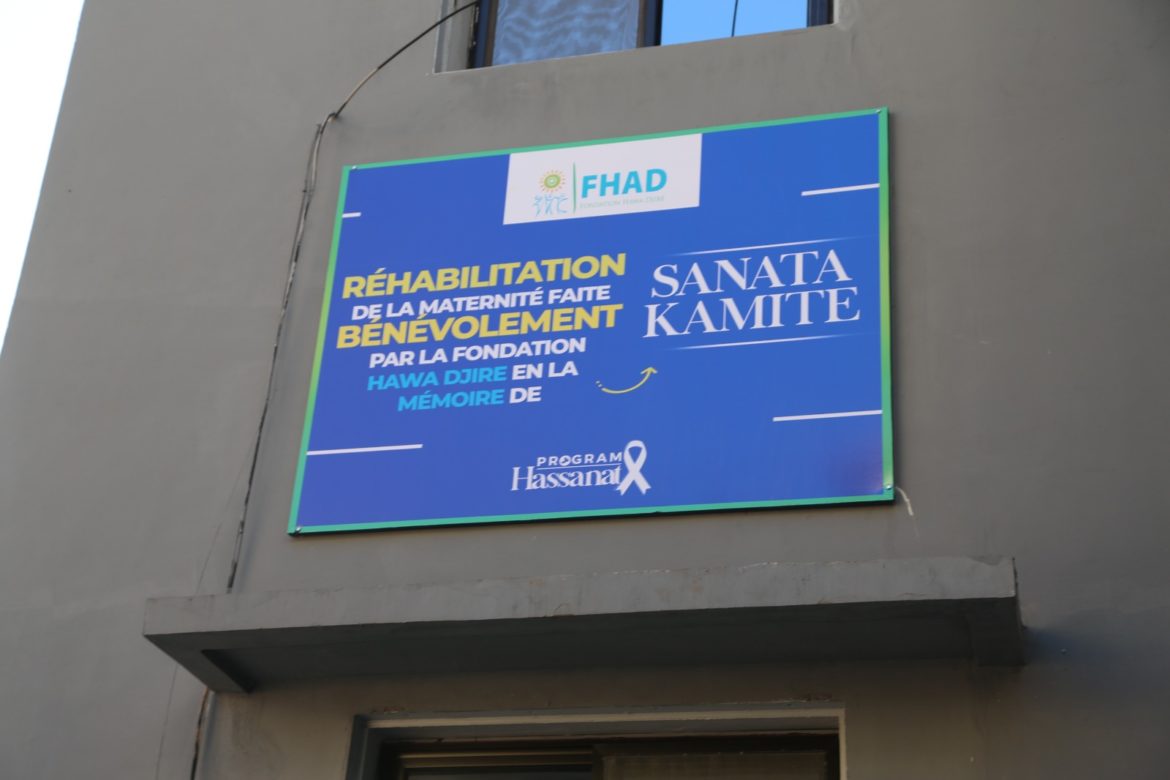 FHAD
FONDATION
RÉHABILITATION
DE LA MATERNITÉ FAITE
BÉNÉVOLEMENT
PAR LA FONDATION
HAWA DJIRE EN LA
MÉMOIRE DE
SANATA
KAMITE
PROGRAM
Hassanat